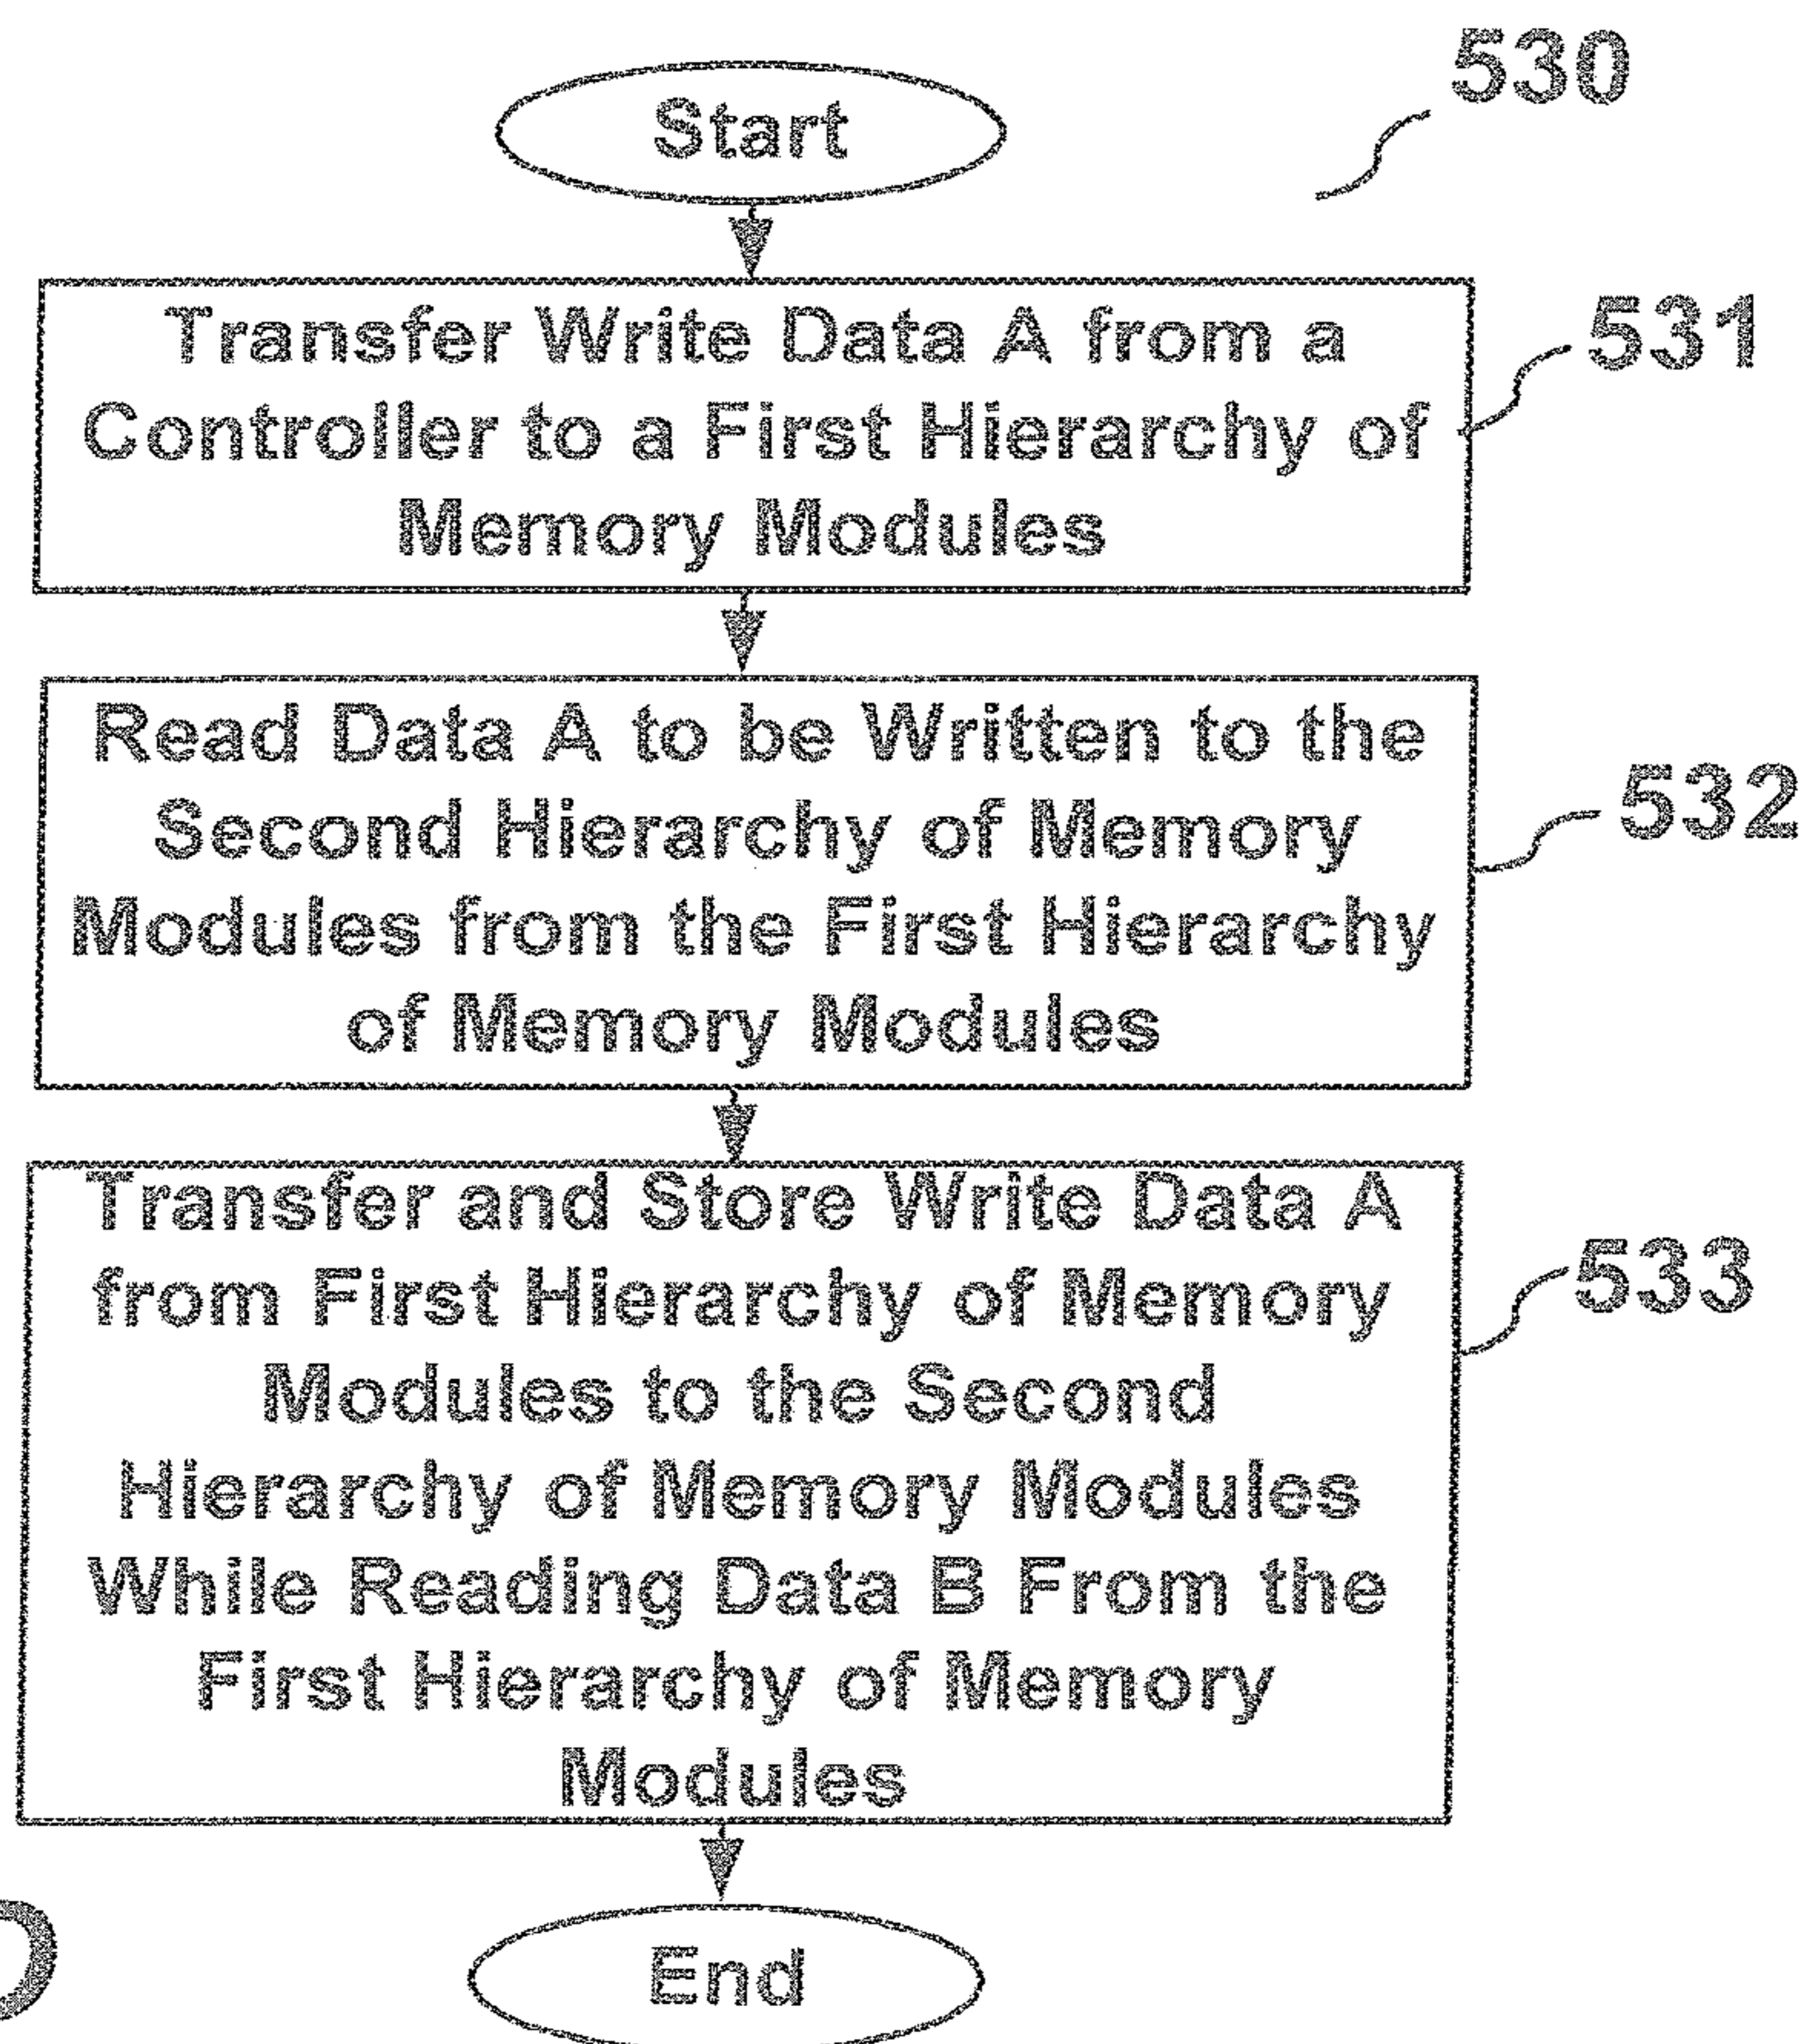 530
Start
Transfer Write Data A from a
Controller to a First Hierarchy of
Memory Modules
531
Read Data A to be Written to the
Second Hierarchy of Memory
Modules from the First Hierarchy
of Memory Modules
532
Transfer and Store Write Data A
from First Hierarchy of Memory
Modules to the Second
Hierarchy of Memory Modules
While Reading Data B From the
First Hierarchy of Memory
Modules
533
End